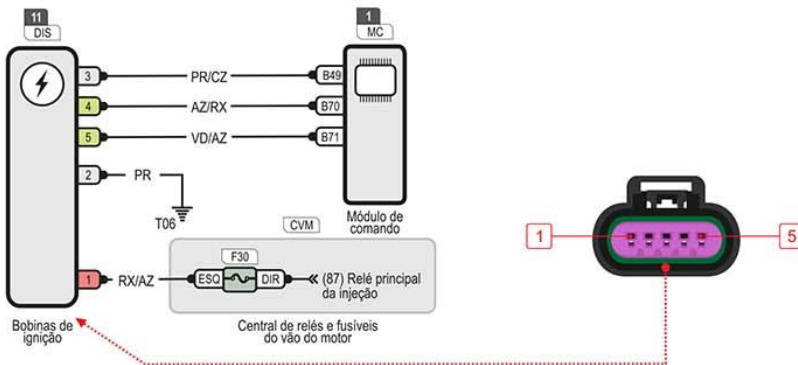 11
DIS
1
MC
3 PR/CZ B49
4 AZ/RX B70
5 VD/AZ B71
2 PR
T06
Módulo de
comando
CVM
F30
1 RX/AZ ESQ DIR (87) Relé principal
da injeção
Bobinas de
ignição
Central de relés e fusíveis
do vão do motor
1 5